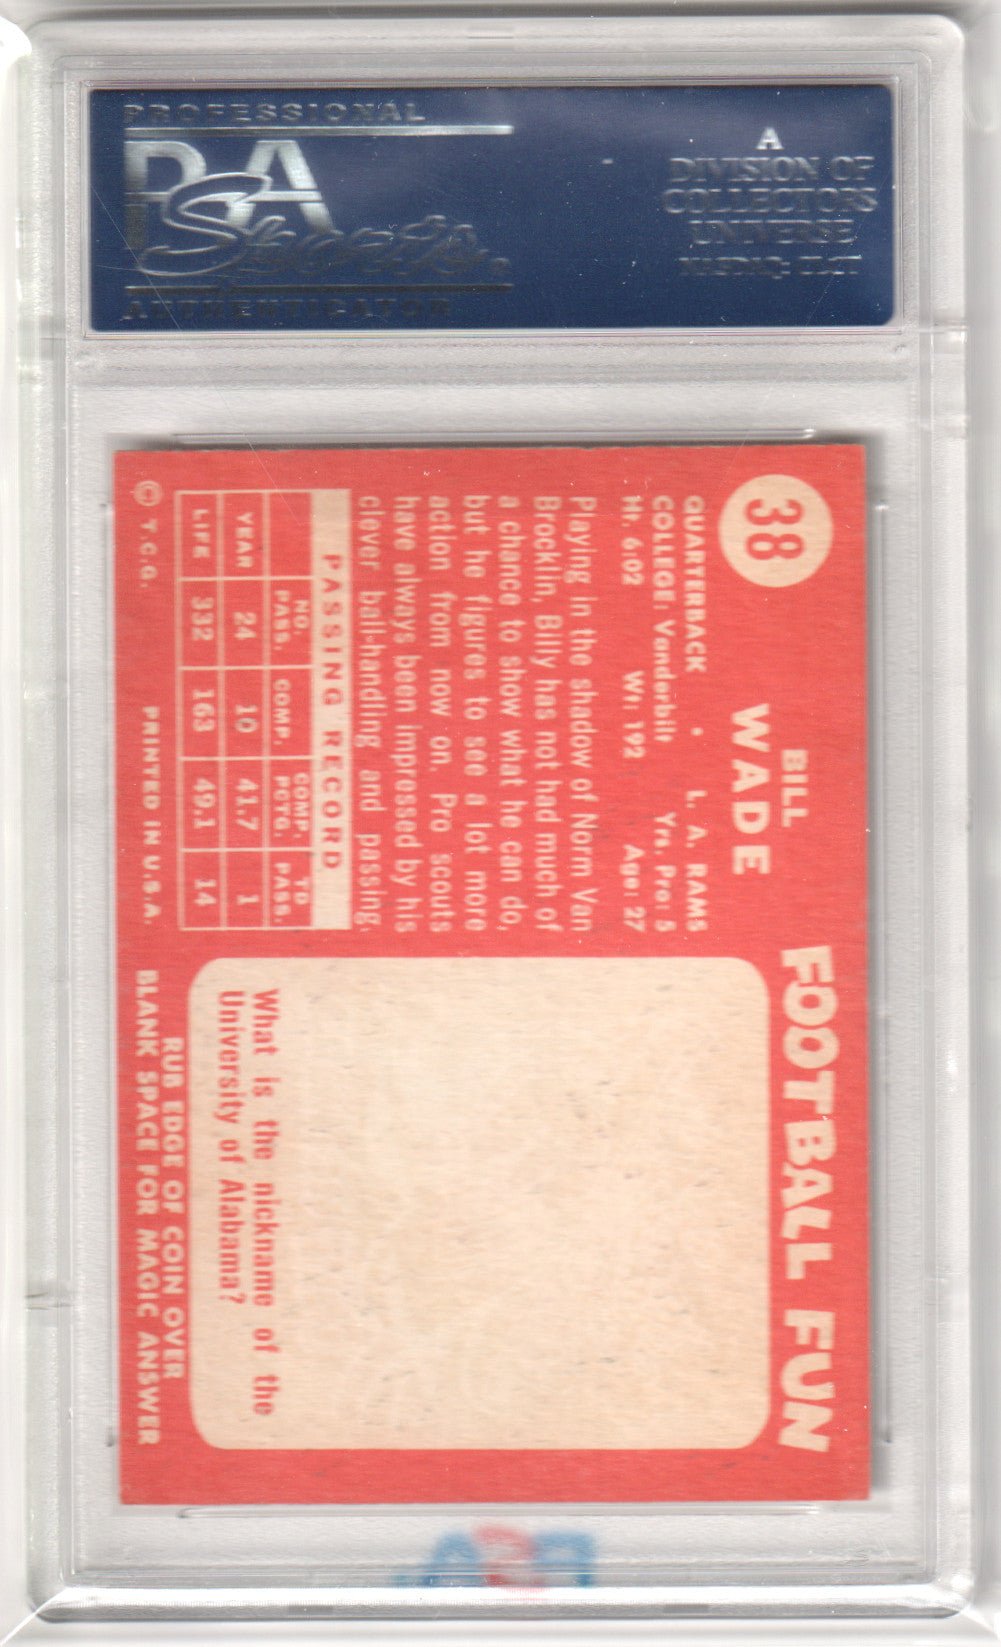 PROFESSIONAL
PSA
Sports
AUTHENTICATOR
A
DIVISION OF
COLLECTORS
UNIVERSE
NASDAQ: CLCT
38
BILL
WADE
QUARTERBACK • L. A. RAMS
COLLEGE: Vanderbilt Yrs. Pro: 5
Ht: 6.02 Wt: 192 Age: 27
Playing in the shadow of Norm Van
Brocklin, Billy has not had much of
a chance to show what he can do,
but he figures to see a lot more
action from now on. Pro scouts
have always been impressed by his
clever ball-handling and passing.
PASSING RECORD
NO. PASS. COMP. COMP. PCTG. TD PASS.
YEAR 24 10 41.7 1
LIFE 332 163 49.1 14
© T.C.G. PRINTED IN U.S.A.
FOOTBALL FUN
What is the nickname of the
University of Alabama?
RUB EDGE OF COIN OVER
BLANK SPACE FOR MAGIC ANSWER